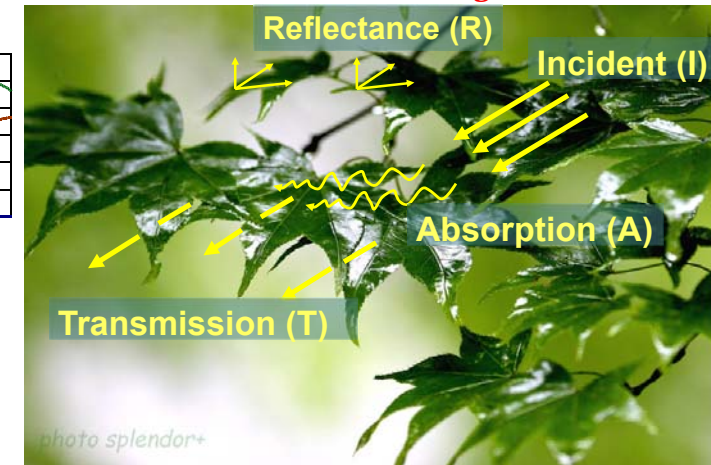 Reflectance (R)
Incident (I)
Absorption (A)
Transmission (T)
photo splendor+